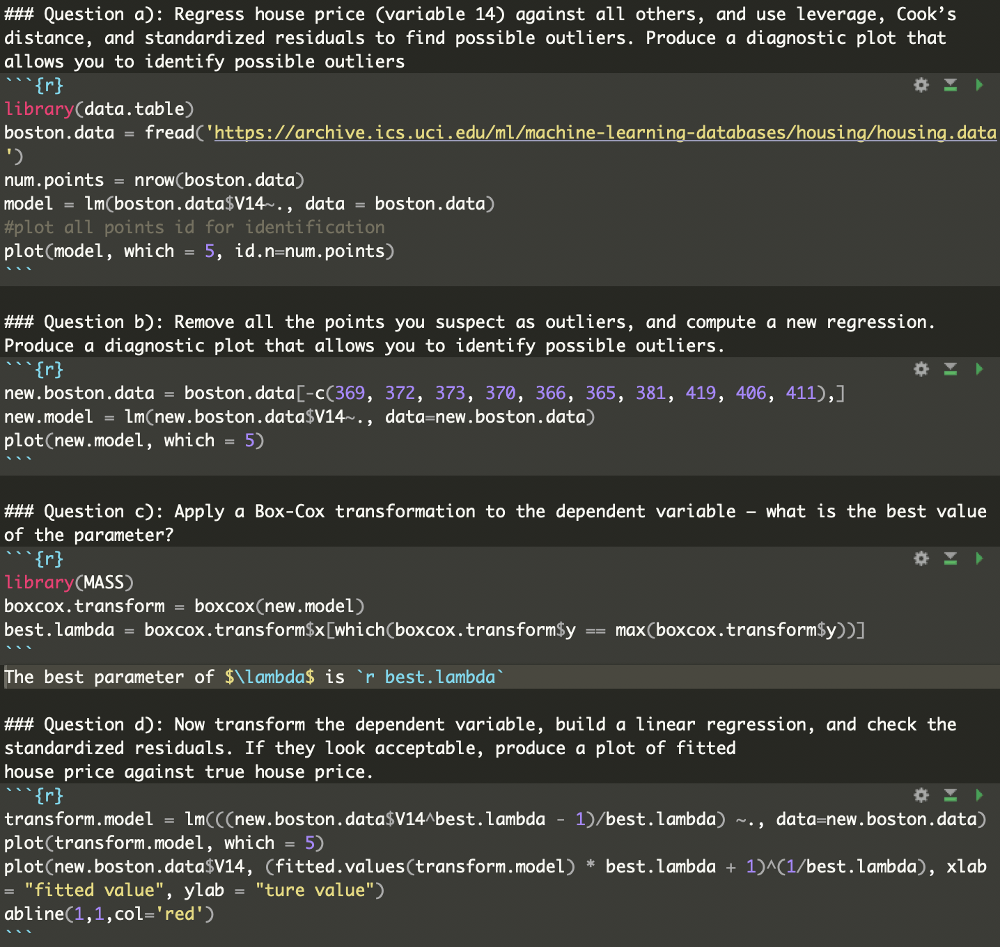 ### Question a): Regress house price (variable 14) against all others, and use leverage, Cook’s
distance, and standardized residuals to find possible outliers. Produce a diagnostic plot that
allows you to identify possible outliers
```{r}
library(data.table)
boston.data = fread('https://archive.ics.uci.edu/ml/machine-learning-databases/housing/housing.data
')
num.points = nrow(boston.data)
model = lm(boston.data$V14~., data = boston.data)
#plot all points id for identification
plot(model, which = 5, id.n=num.points)
```
### Question b): Remove all the points you suspect as outliers, and compute a new regression.
Produce a diagnostic plot that allows you to identify possible outliers.
```{r}
new.boston.data = boston.data[-c(369, 372, 373, 370, 366, 365, 381, 419, 406, 411),]
new.model = lm(new.boston.data$V14~., data=new.boston.data)
plot(new.model, which = 5)
```
### Question c): Apply a Box-Cox transformation to the dependent variable – what is the best value
of the parameter?
```{r}
library(MASS)
boxcox.transform = boxcox(new.model)
best.lambda = boxcox.transform$x[which(boxcox.transform$y == max(boxcox.transform$y))]
```
The best parameter of $\lambda$ is `r best.lambda`
### Question d): Now transform the dependent variable, build a linear regression, and check the
standardized residuals. If they look acceptable, produce a plot of fitted
house price against true house price.
```{r}
transform.model = lm(((new.boston.data$V14^best.lambda - 1)/best.lambda) ~., data=new.boston.data)
plot(transform.model, which = 5)
plot(new.boston.data$V14, (fitted.values(transform.model) * best.lambda + 1)^(1/best.lambda), xlab
= "fitted value", ylab = "ture value")
abline(1,1,col='red')
```